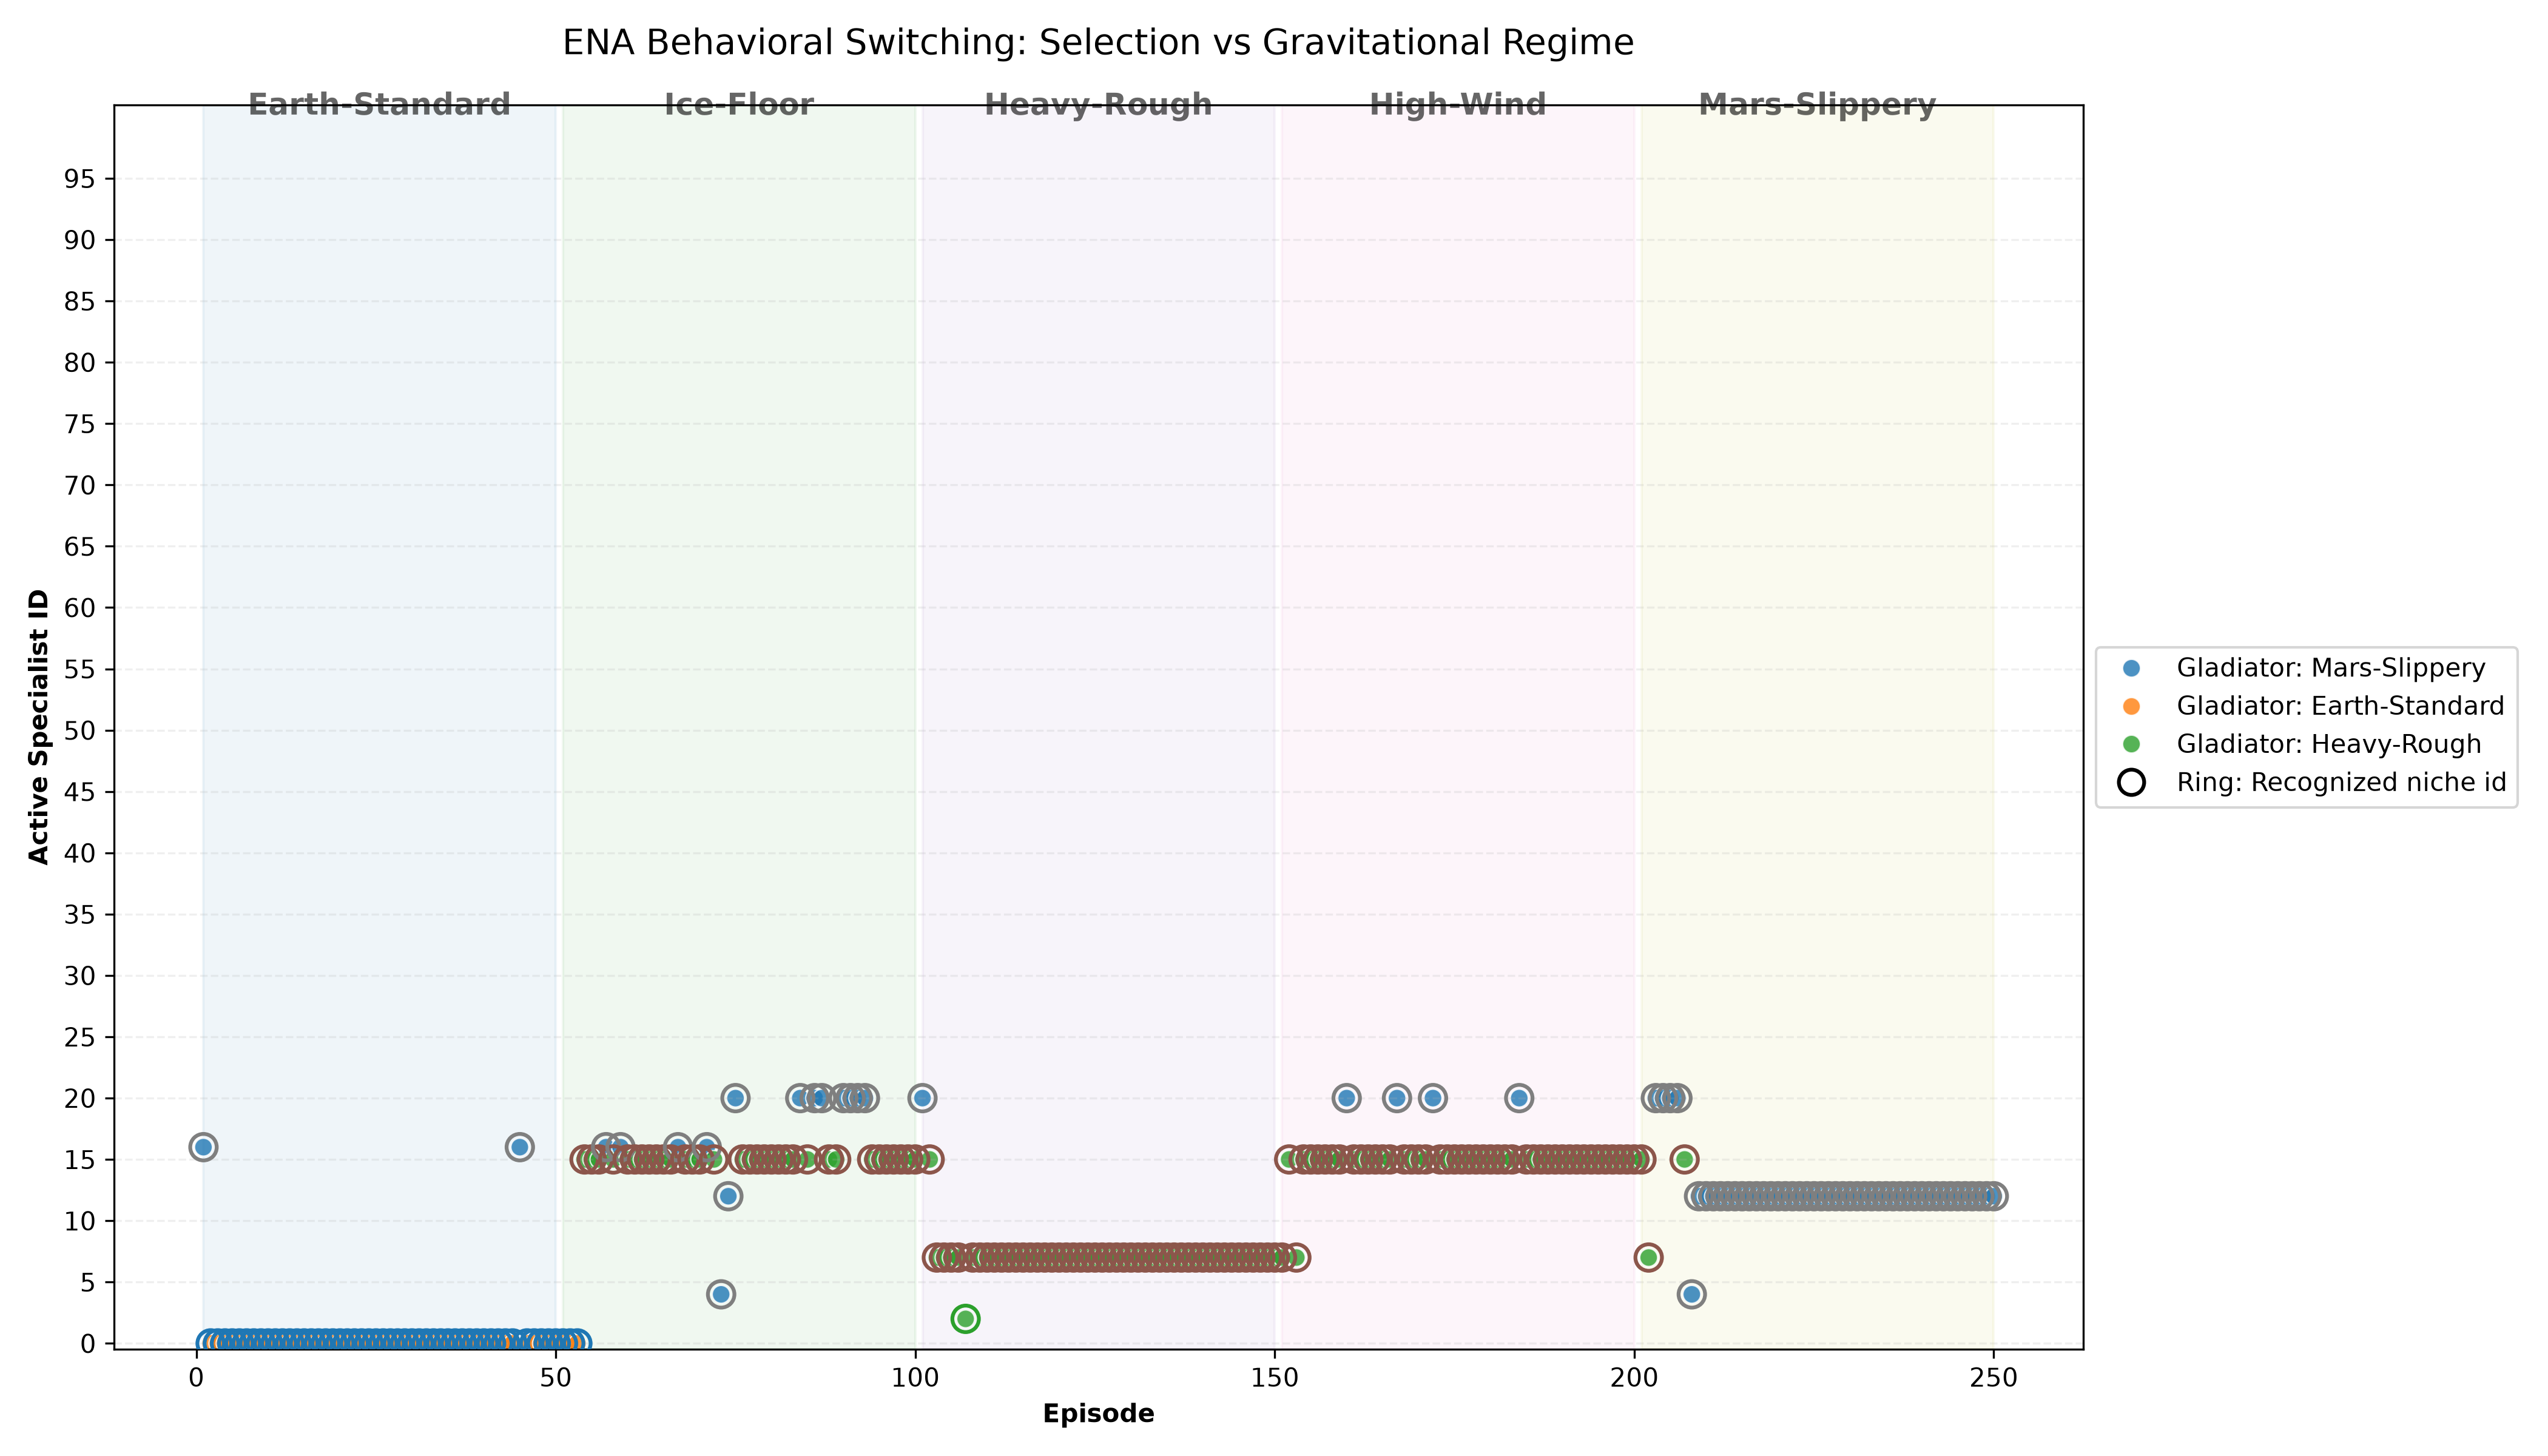 ENA Behavioral Switching: Selection vs Gravitational Regime
Earth-Standard Ice-Floor Heavy-Rough High-Wind Mars-Slippery
95
90
85
80
75
70
65
60
55
50
45
40
35
30
25
20
15
10
5
0
Active Specialist ID
0 50 100 150 200 250
Episode
Gladiator: Mars-Slippery
Gladiator: Earth-Standard
Gladiator: Heavy-Rough
Ring: Recognized niche id